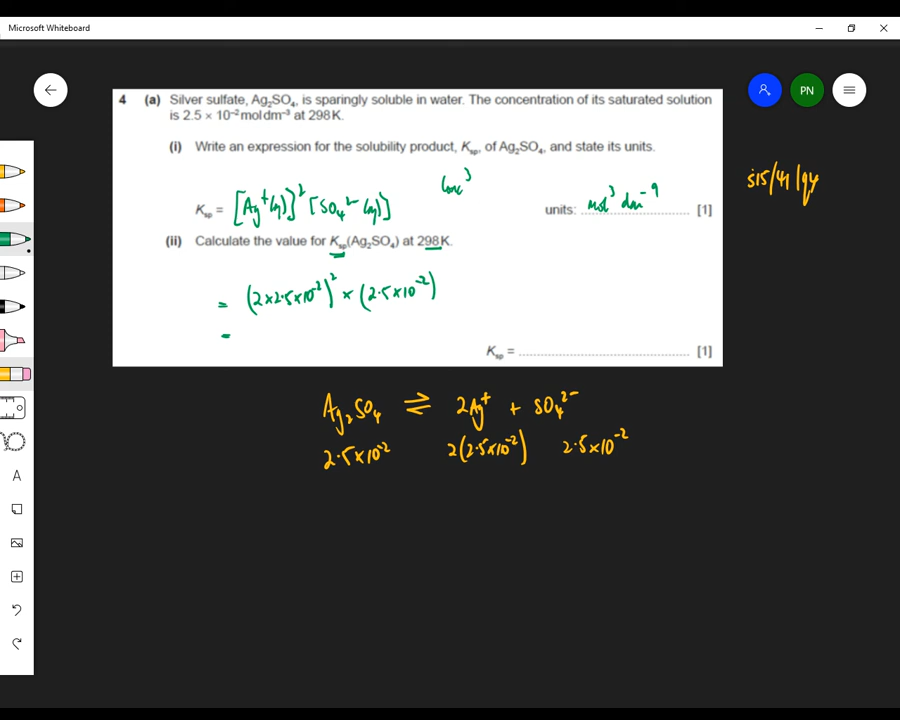 Microsoft Whiteboard
PN
4 (a) Silver sulfate, Ag₂SO₄, is sparingly soluble in water. The concentration of its saturated solution
is 2.5 × 10⁻² mol dm⁻³ at 298 K.
(i) Write an expression for the solubility product, Kₛₚ, of Ag₂SO₄, and state its units.
s15/41/q4
conc³
Kₛₚ = [Ag⁺(aq)]² [SO₄²⁻(aq)]
units: mol³ dm⁻⁹ [1]
(ii) Calculate the value for Kₛₚ(Ag₂SO₄) at 298 K.
= (2×2.5×10⁻²)² × (2.5×10⁻²)
=
Kₛₚ = ........................................ [1]
Ag₂SO₄ ⇌ 2Ag⁺ + SO₄²⁻
2.5×10⁻² 2(2.5×10⁻²) 2.5×10⁻²
A